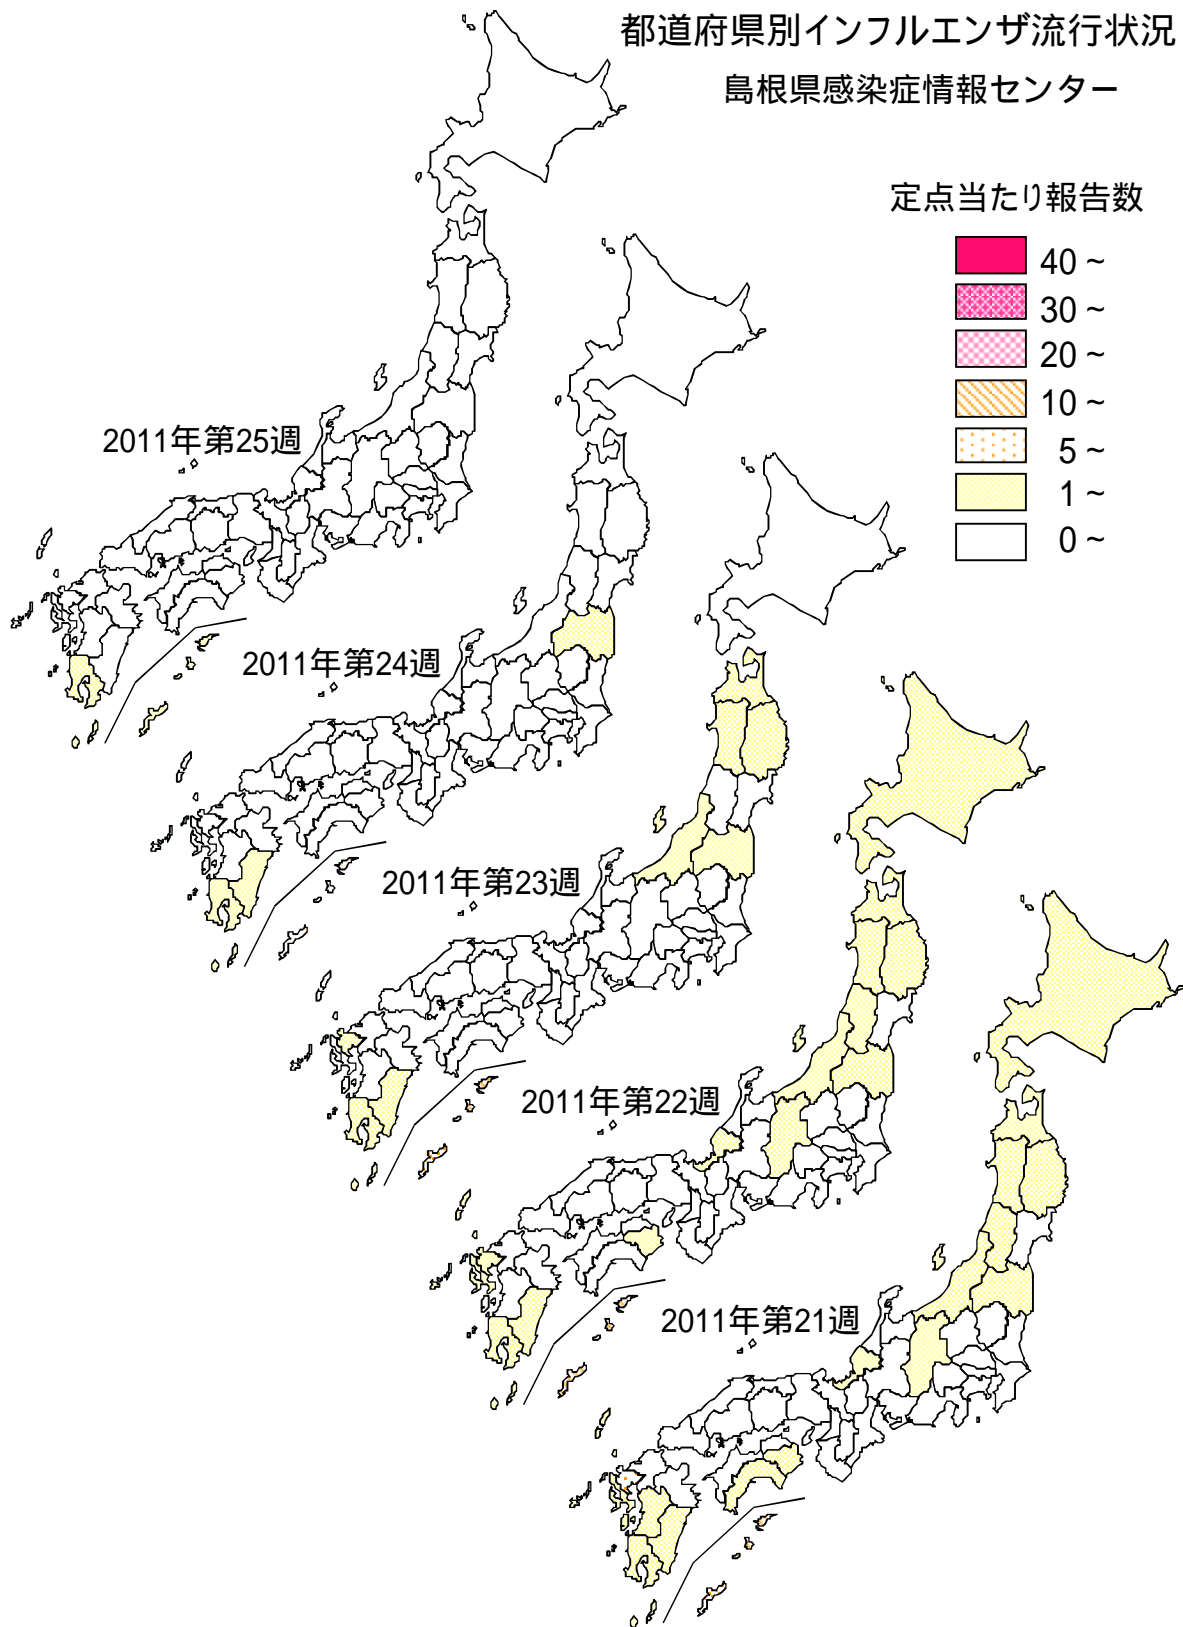 都道府県別インフルエンザ流行状況
島根県感染症情報センター
定点当たり報告数
40~
30~
20~
10~
5~
1~
0~
2011年第25週
2011年第24週
2011年第23週
2011年第22週
2011年第21週